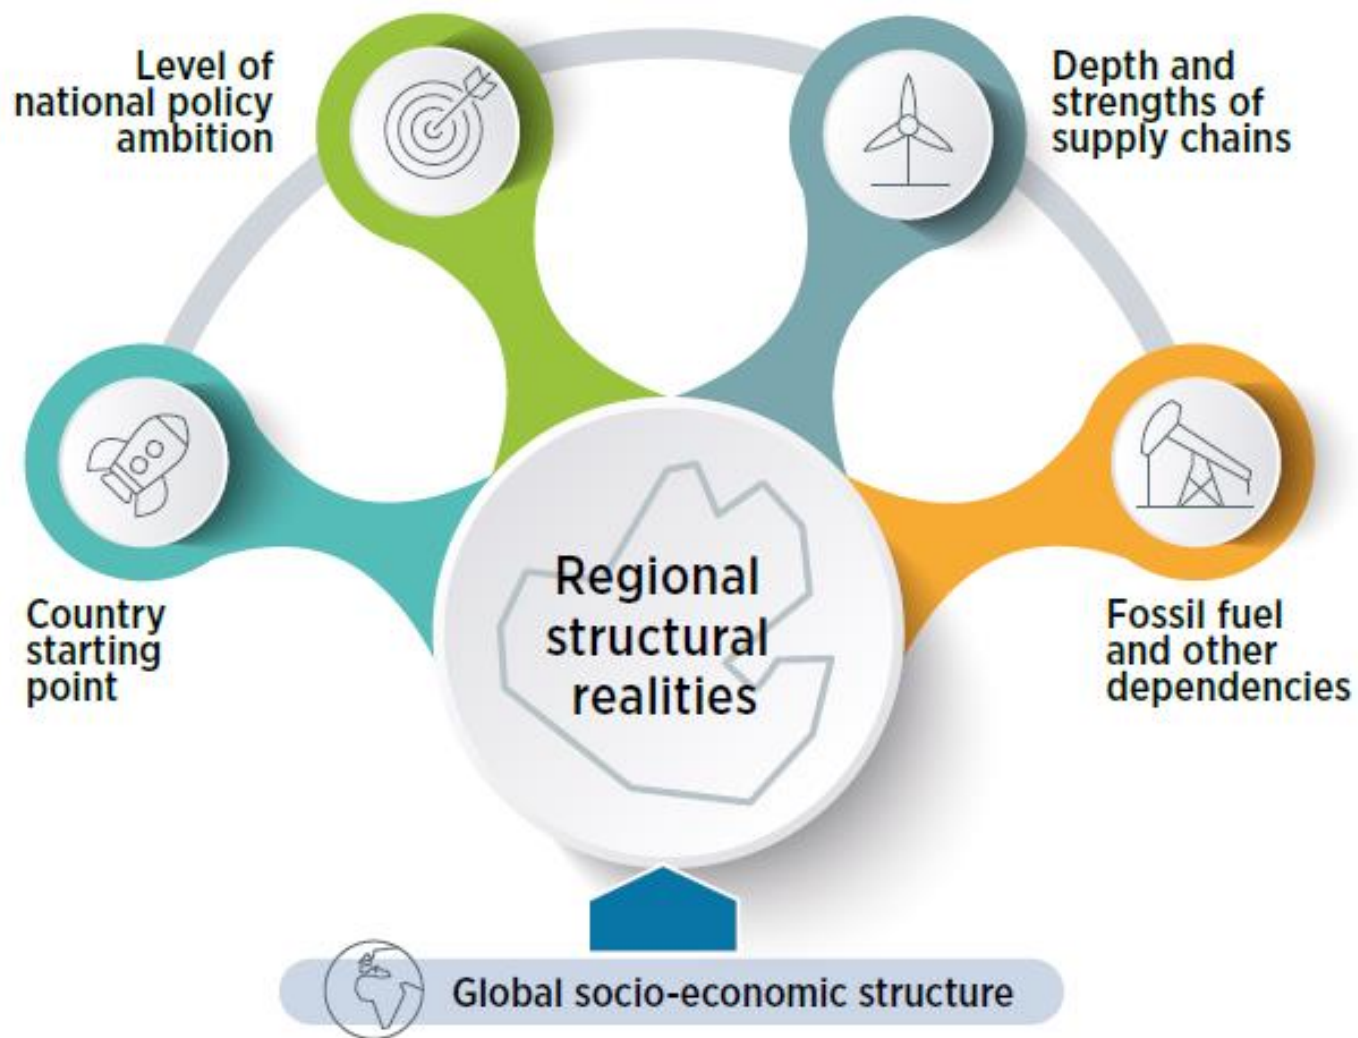 Level of
national policy
ambition
Depth and
strengths of
supply chains
Country
starting
point
Fossil fuel
and other
dependencies
Regional
structural
realities
Global socio-economic structure